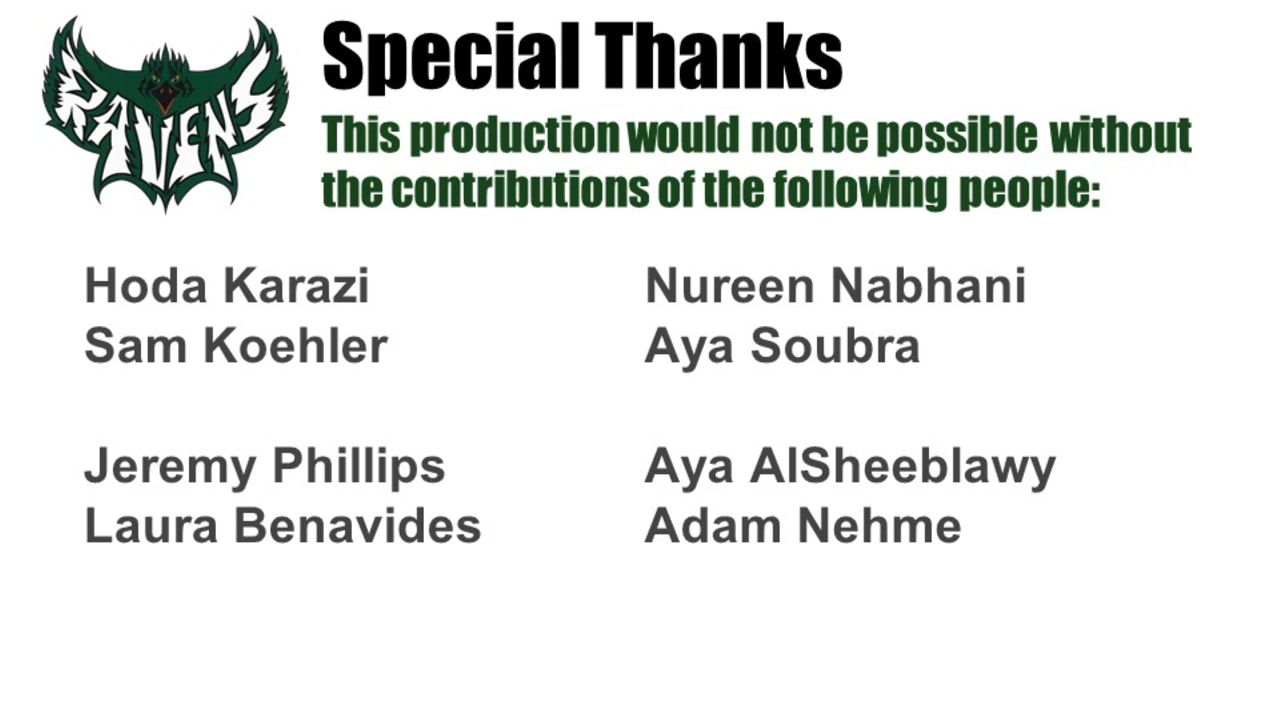 RAVENS
Special Thanks
This production would not be possible without
the contributions of the following people:
Hoda Karazi
Sam Koehler
Jeremy Phillips
Laura Benavides
Nureen Nabhani
Aya Soubra
Aya AlSheeblawy
Adam Nehme